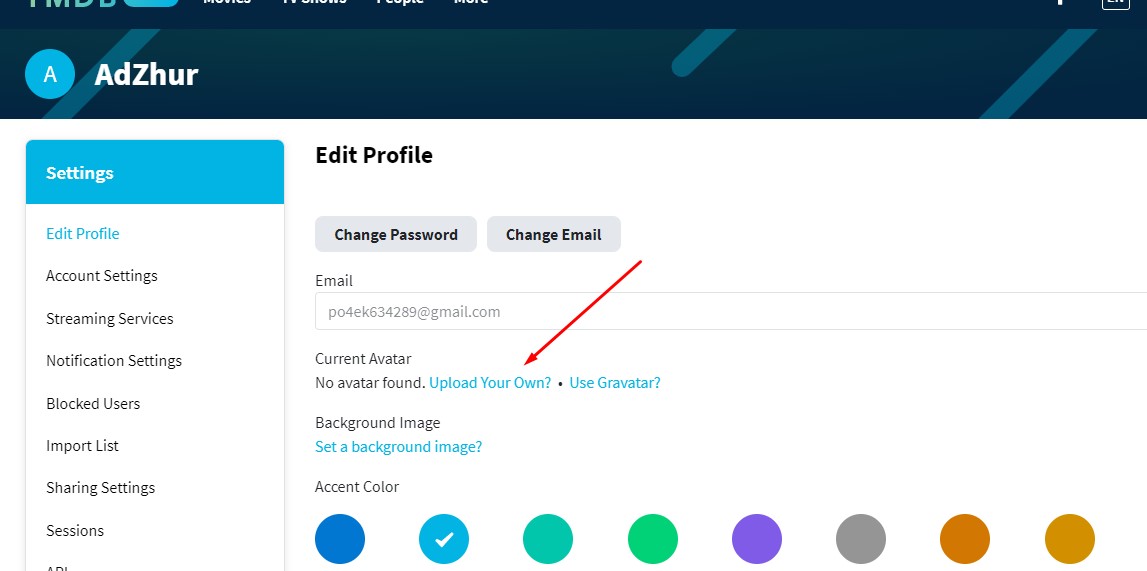 TMDB
Movies TV Shows People More
EN
A
AdZhur
Settings
Edit Profile
Account Settings
Streaming Services
Notification Settings
Blocked Users
Import List
Sharing Settings
Sessions
API
Edit Profile
Change Password Change Email
Email
po4ek634289@gmail.com
Current Avatar
No avatar found. Upload Your Own? • Use Gravatar?
Background Image
Set a background image?
Accent Color